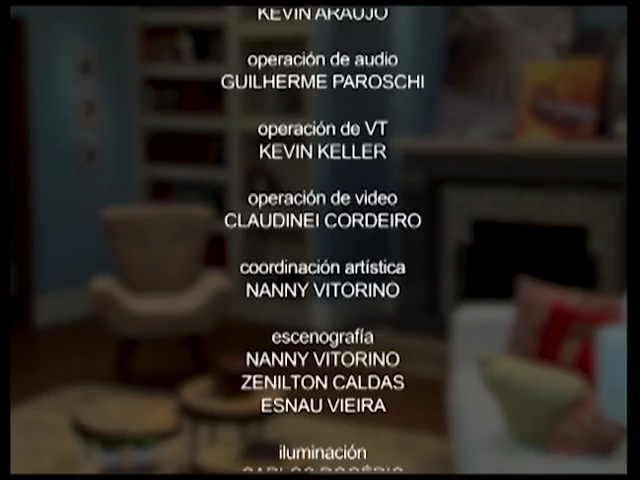 KEVIN ARAUJO
operación de audio
GUILHERME PAROSCHI
operación de VT
KEVIN KELLER
operación de video
CLAUDINEI CORDEIRO
coordinación artística
NANNY VITORINO
escenografía
NANNY VITORINO
ZENILTON CALDAS
ESNAU VIEIRA
iluminación